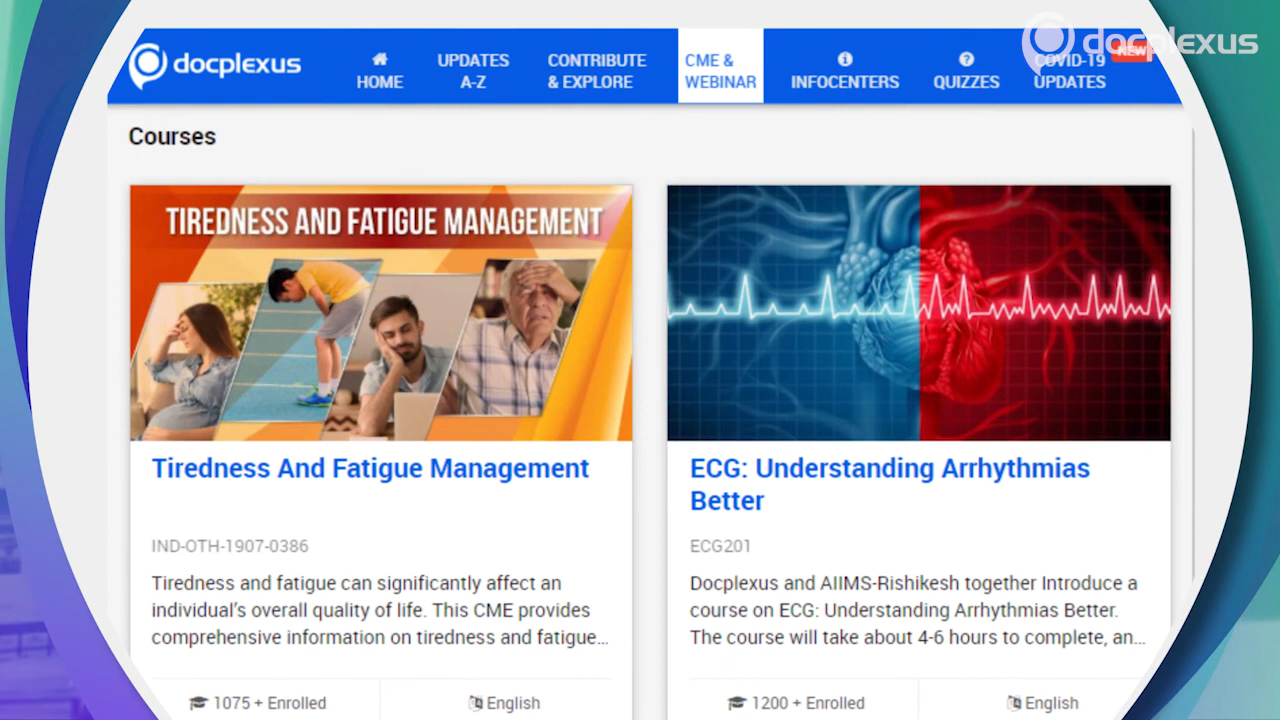 docplexus
docplexus
HOME
UPDATES
A-Z
CONTRIBUTE
& EXPLORE
CME &
WEBINAR
INFOCENTERS
QUIZZES
COVID-19
UPDATES
NEW
Courses
TIREDNESS AND FATIGUE MANAGEMENT
Tiredness And Fatigue Management
IND-OTH-1907-0386
Tiredness and fatigue can significantly affect an
individual's overall quality of life. This CME provides
comprehensive information on tiredness and fatigue...
1075 + Enrolled
English
ECG: Understanding Arrhythmias
Better
ECG201
Docplexus and AIIMS-Rishikesh together Introduce a
course on ECG: Understanding Arrhythmias Better.
The course will take about 4-6 hours to complete, an...
1200 + Enrolled
English